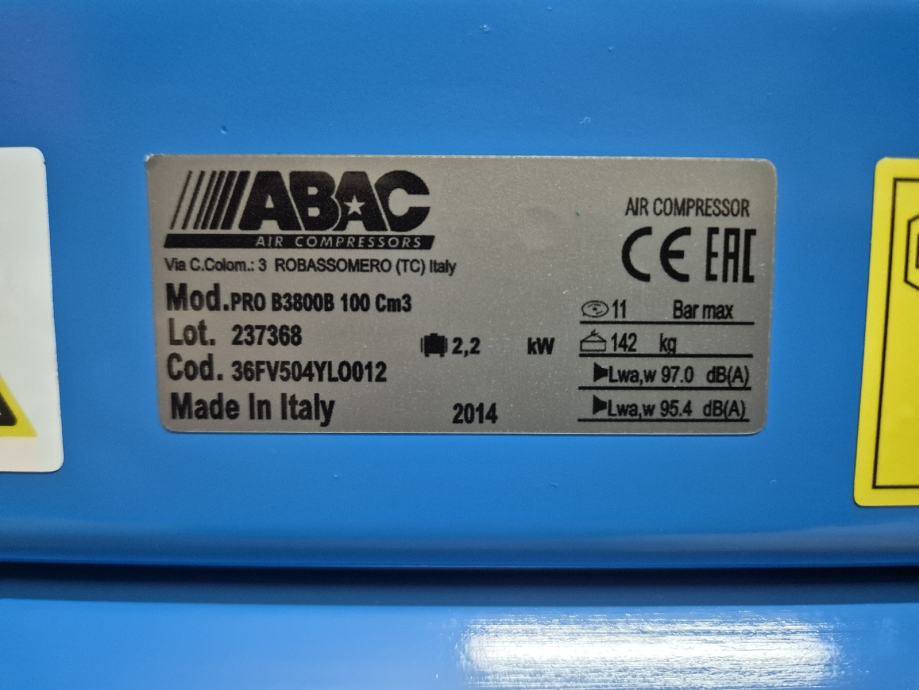 ABAC
AIR COMPRESSORS
Via C.Colom.: 3 ROBASSOMERO (TC) Italy
Mod.PRO B3800B 100 Cm3
Lot. 237368
Cod. 36FV504YLO012
Made In Italy
2,2 kW
2014
AIR COMPRESSOR
CE EAC
11 Bar max
142 kg
Lwa,w 97.0 dB(A)
Lwa,w 95.4 dB(A)